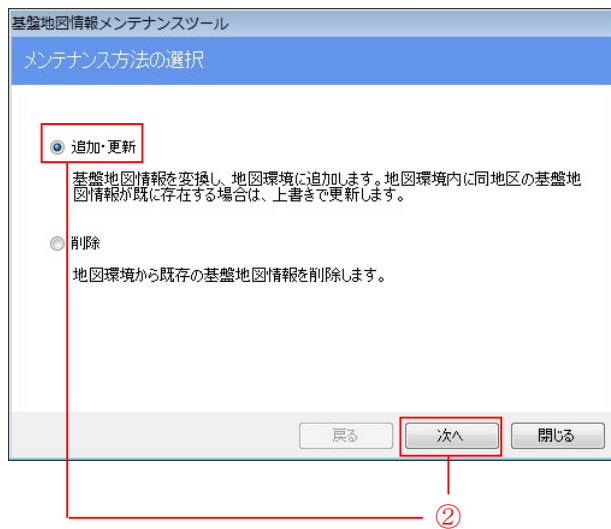 基盤地図情報メンテナンスツール
メンテナンス方法の選択
追加・更新
基盤地図情報を変換し、地図環境に追加します。地図環境内に同地区の基盤地
図情報が既に存在する場合は、上書きで更新します。
削除
地図環境から既存の基盤地図情報を削除します。
戻る 次へ 閉じる
②